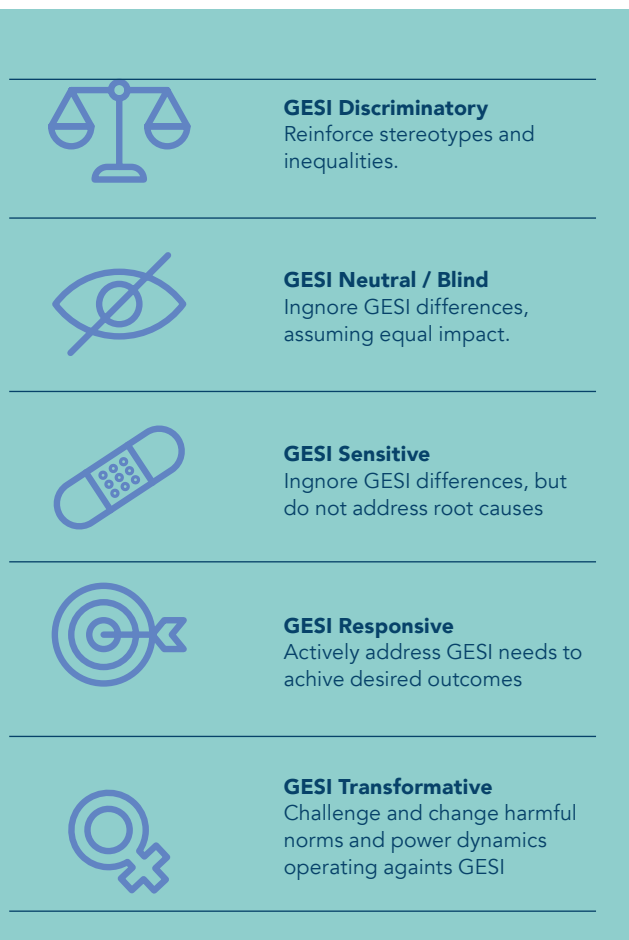 GESI Discriminatory
Reinforce stereotypes and
inequalities.
GESI Neutral / Blind
Ingnore GESI differences,
assuming equal impact.
GESI Sensitive
Ingnore GESI differences, but
do not address root causes
GESI Responsive
Actively address GESI needs to
achive desired outcomes
GESI Transformative
Challenge and change harmful
norms and power dynamics
operating againts GESI